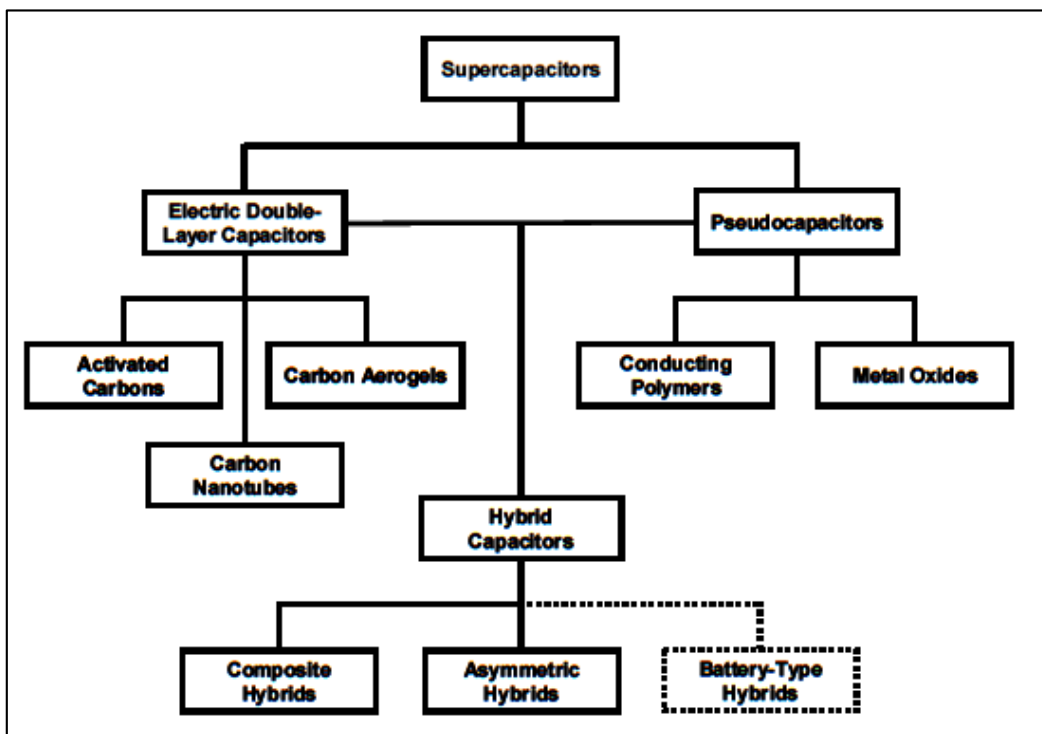 Supercapacitors
Electric Double-
Layer Capacitors
Pseudocapacitors
Activated
Carbons
Carbon Aerogels
Conducting
Polymers
Metal Oxides
Carbon
Nanotubes
Hybrid
Capacitors
Composite
Hybrids
Asymmetric
Hybrids
Battery-Type
Hybrids